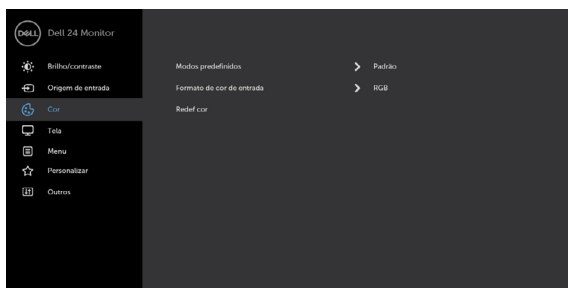 DELL Dell 24 Monitor
Brilho/contraste Modos predefinidos Padrão
Origem de entrada Formato de cor de entrada RGB
Cor Redef cor
Tela
Menu
Personalizar
Outros